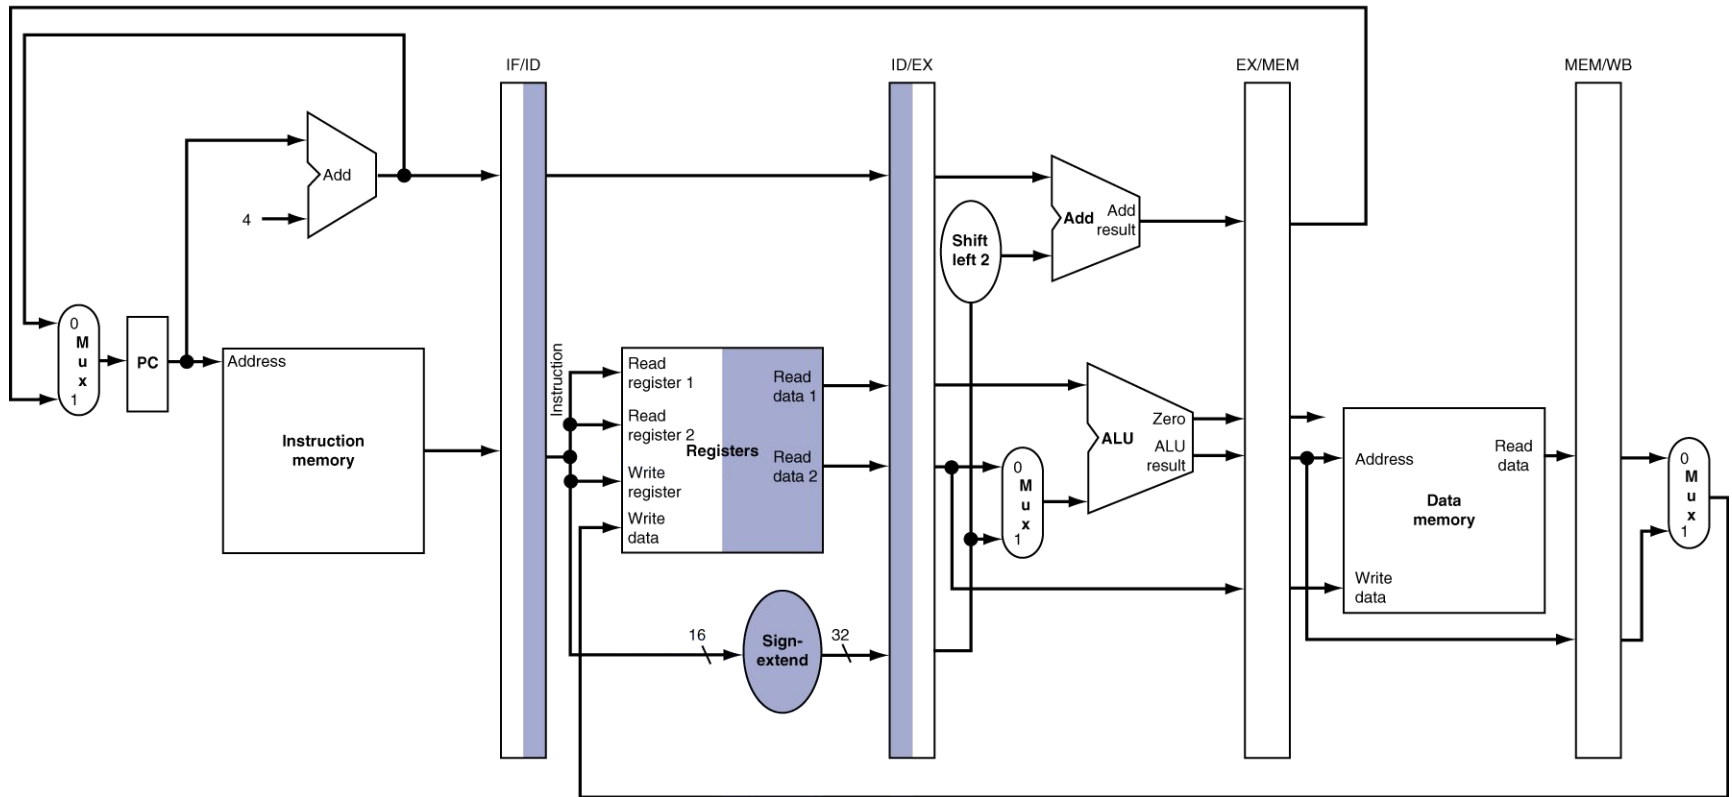 IF/ID
ID/EX
EX/MEM
MEM/WB
Add
4
0
M
u
x
1
PC
Address
Instruction
memory
Instruction
Read
register 1
Read
register 2
Write
register
Write
data
Registers
Read
data 1
Read
data 2
16
Sign-
extend
32
Shift
left 2
Add
Add
result
0
M
u
x
1
ALU
Zero
ALU
result
Address
Read
data
Data
memory
Write
data
0
M
u
x
1